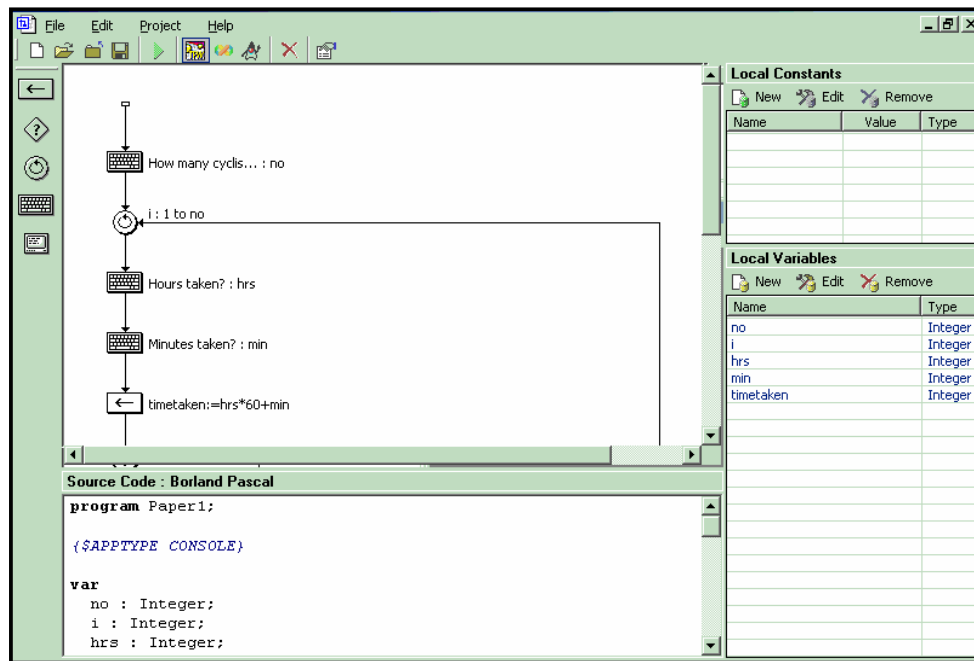 File Edit Project Help
How many cyclis... : no
i : 1 to no
Hours taken? : hrs
Minutes taken? : min
timetaken:=hrs*60+min
Source Code : Borland Pascal
program Paper1;
{$APPTYPE CONSOLE}
var
no : Integer;
i : Integer;
hrs : Integer;
Local Constants
New Edit Remove
Name Value Type
Local Variables
New Edit Remove
Name Type
no Integer
i Integer
hrs Integer
min Integer
timetaken Integer